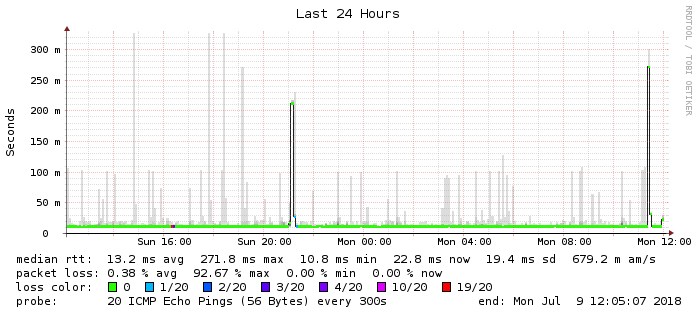 Last 24 Hours
RRDTOOL / TOBI OETIKER
Seconds
300 m
250 m
200 m
150 m
100 m
50 m
0
Sun 16:00 Sun 20:00 Mon 00:00 Mon 04:00 Mon 08:00 Mon 12:00
median rtt: 13.2 ms avg 271.8 ms max 10.8 ms min 22.8 ms now 19.4 ms sd 679.2 m am/s
packet loss: 0.38 % avg 92.67 % max 0.00 % min 0.00 % now
loss color: 0 1/20 2/20 3/20 4/20 10/20 19/20
probe: 20 ICMP Echo Pings (56 Bytes) every 300s end: Mon Jul 9 12:05:07 2018